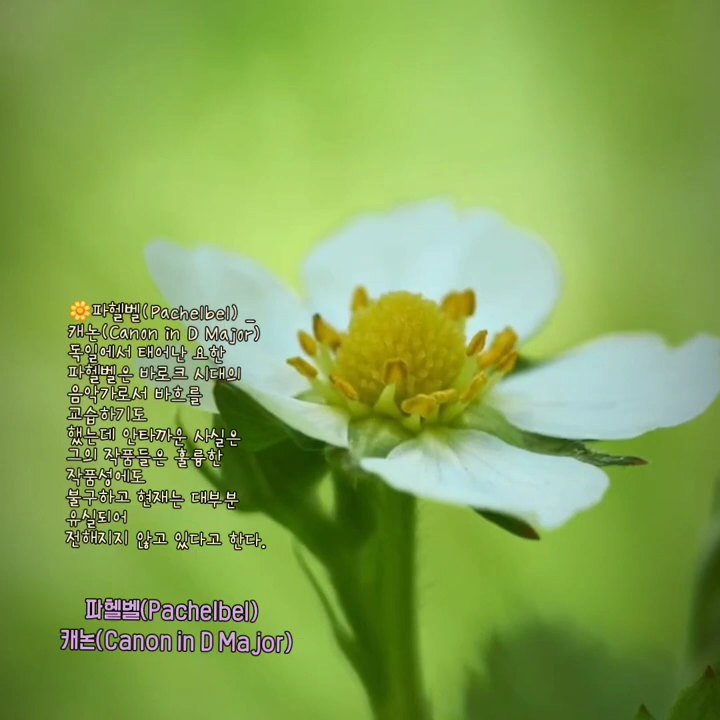 🌼파헬벨(Pachelbel) _
캐논(Canon in D Major)
독일에서 태어난 요한
파헬벨은 바로크 시대의
음악가로서 바흐를
교습하기도
했는데 안타까운 사실은
그의 작품들은 훌륭한
작품성에도
불구하고 현재는 대부분
유실되어
전해지지 않고 있다고 한다.
파헬벨(Pachelbel)
캐논(Canon in D Major)